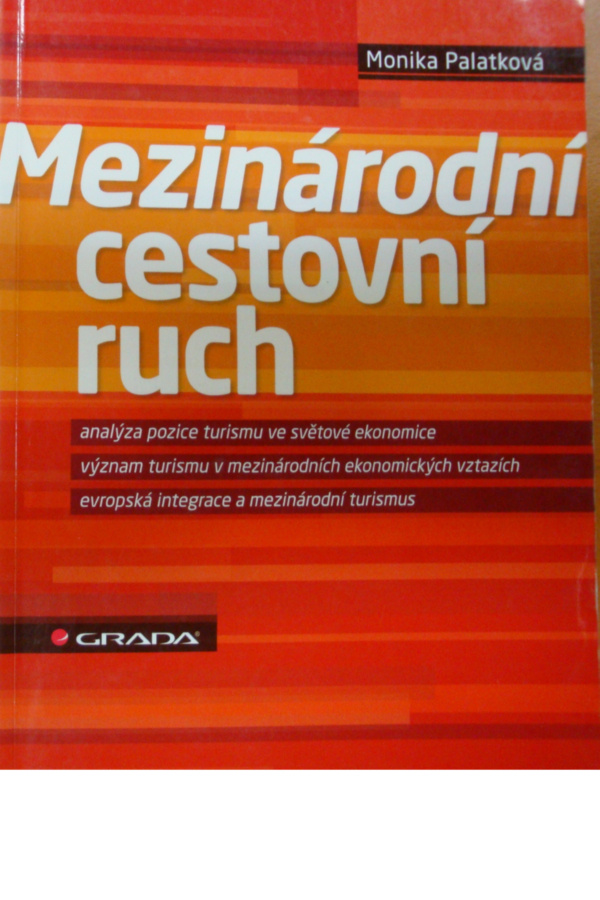 Monika Palatková
Mezinárodní
cestovní
ruch
analýza pozice turismu ve světové ekonomice
význam turismu v mezinárodních ekonomických vztazích
evropská integrace a mezinárodní turismus
GRADA®